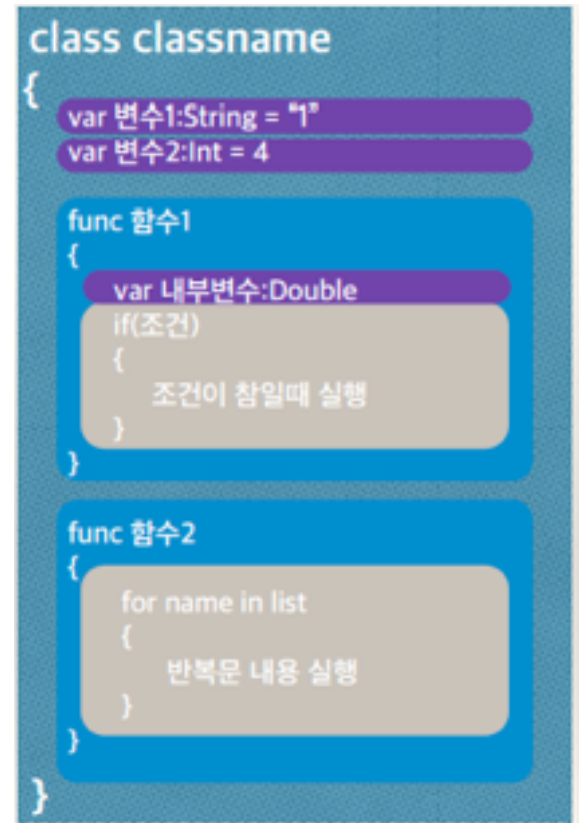 class classname
{
var 변수1:String = "1"
var 변수2:Int = 4
func 함수1
{
var 내부변수:Double
if(조건)
{
조건이 참일때 실행
}
}
func 함수2
{
for name in list
{
반복문 내용 실행
}
}
}